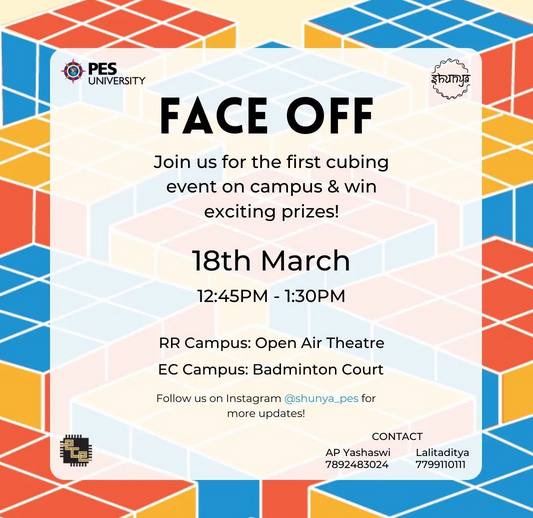 PES
UNIVERSITY
shunya
FACE OFF
Join us for the first cubing
event on campus & win
exciting prizes!
18th March
12:45PM - 1:30PM
RR Campus: Open Air Theatre
EC Campus: Badminton Court
Follow us on Instagram @shunya_pes for
more updates!
CONTACT
AP Yashaswi
7892483024
Lalitaditya
7799110111